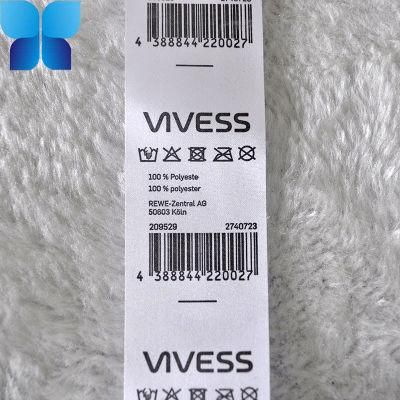 4 388844 220027
VIVESS
100 % Polyeste
100 % polyester
REWE-Zentral AG
50603 Köln
209529 2740723
4 388844 220027
VIVESS